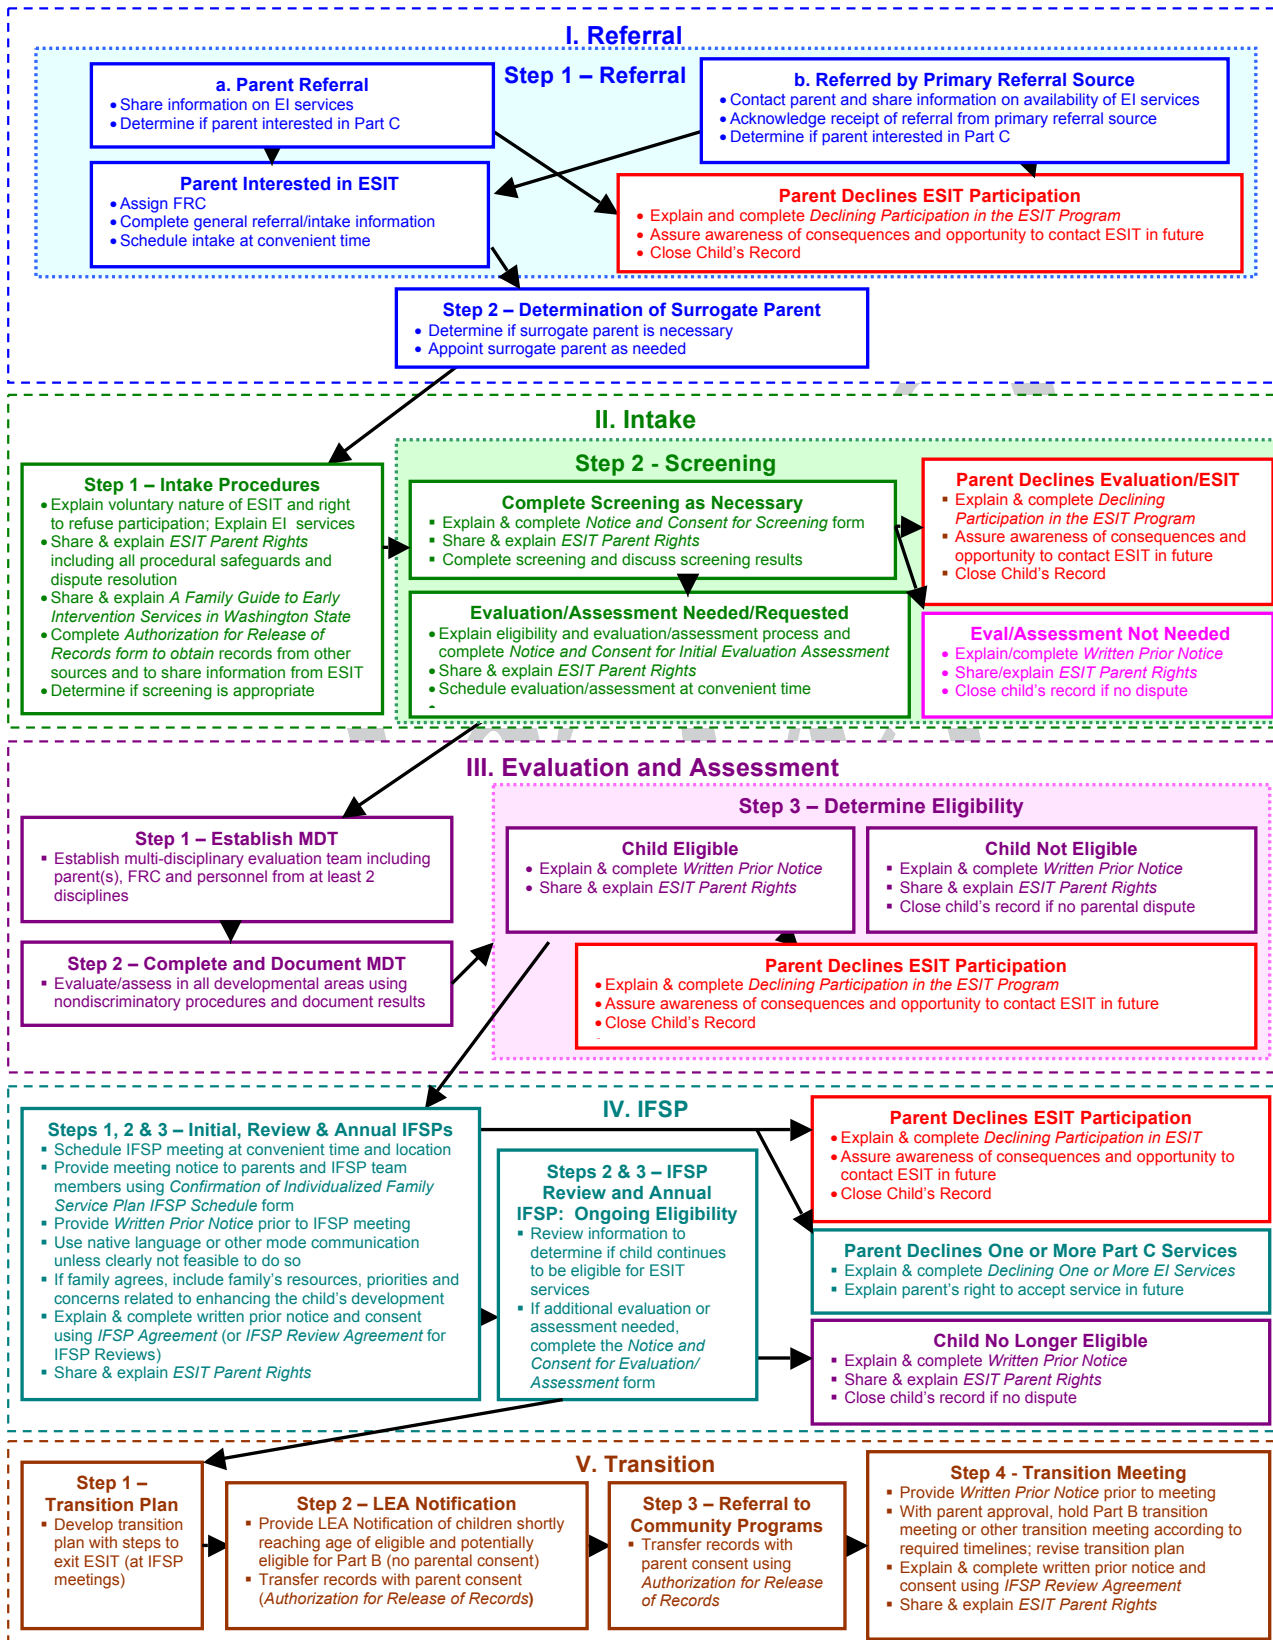 I. Referral
Step 1 – Referral
a. Parent Referral
• Share information on EI services
• Determine if parent interested in Part C
b. Referred by Primary Referral Source
• Contact parent and share information on availability of EI services
• Acknowledge receipt of referral from primary referral source
• Determine if parent interested in Part C
Parent Interested in ESIT
• Assign FRC
• Complete general referral/intake information
• Schedule intake at convenient time
Parent Declines ESIT Participation
• Explain and complete Declining Participation in the ESIT Program
• Assure awareness of consequences and opportunity to contact ESIT in future
• Close Child's Record
Step 2 – Determination of Surrogate Parent
• Determine if surrogate parent is necessary
• Appoint surrogate parent as needed
II. Intake
Step 1 – Intake Procedures
• Explain voluntary nature of ESIT and right
to refuse participation; Explain EI services
• Share & explain ESIT Parent Rights
including all procedural safeguards and
dispute resolution
• Share & explain A Family Guide to Early
Intervention Services in Washington State
• Complete Authorization for Release of
Records form to obtain records from other
sources and to share information from ESIT
• Determine if screening is appropriate
Step 2 - Screening
Complete Screening as Necessary
▪ Explain & complete Notice and Consent for Screening form
▪ Share & explain ESIT Parent Rights
▪ Complete screening and discuss screening results
Evaluation/Assessment Needed/Requested
• Explain eligibility and evaluation/assessment process and
complete Notice and Consent for Initial Evaluation Assessment
• Share & explain ESIT Parent Rights
• Schedule evaluation/assessment at convenient time
Parent Declines Evaluation/ESIT
▪ Explain & complete Declining
Participation in the ESIT Program
▪ Assure awareness of consequences and
opportunity to contact ESIT in future
▪ Close Child's Record
Eval/Assessment Not Needed
• Explain/complete Written Prior Notice
• Share/explain ESIT Parent Rights
• Close child's record if no dispute
III. Evaluation and Assessment
Step 1 – Establish MDT
▪ Establish multi-disciplinary evaluation team including
parent(s), FRC and personnel from at least 2
disciplines
Step 2 – Complete and Document MDT
▪ Evaluate/assess in all developmental areas using
nondiscriminatory procedures and document results
Step 3 – Determine Eligibility
Child Eligible
• Explain & complete Written Prior Notice
• Share & explain ESIT Parent Rights
Child Not Eligible
▪ Explain & complete Written Prior Notice
▪ Share & explain ESIT Parent Rights
▪ Close child's record if no parental dispute
Parent Declines ESIT Participation
• Explain & complete Declining Participation in the ESIT Program
• Assure awareness of consequences and opportunity to contact ESIT in future
• Close Child's Record
IV. IFSP
Steps 1, 2 & 3 – Initial, Review & Annual IFSPs
▪ Schedule IFSP meeting at convenient time and location
▪ Provide meeting notice to parents and IFSP team
members using Confirmation of Individualized Family
Service Plan IFSP Schedule form
▪ Provide Written Prior Notice prior to IFSP meeting
▪ Use native language or other mode communication
unless clearly not feasible to do so
▪ If family agrees, include family's resources, priorities and
concerns related to enhancing the child's development
▪ Explain & complete written prior notice and consent
using IFSP Agreement (or IFSP Review Agreement for
IFSP Reviews)
▪ Share & explain ESIT Parent Rights
Steps 2 & 3 – IFSP
Review and Annual
IFSP: Ongoing Eligibility
▪ Review information to
determine if child continues
to be eligible for ESIT
services
▪ If additional evaluation or
assessment needed,
complete the Notice and
Consent for Evaluation/
Assessment form
Parent Declines ESIT Participation
• Explain & complete Declining Participation in ESIT
• Assure awareness of consequences and opportunity to
contact ESIT in future
• Close Child's Record
Parent Declines One or More Part C Services
▪ Explain & complete Declining One or More EI Services
▪ Explain parent's right to accept service in future
Child No Longer Eligible
▪ Explain & complete Written Prior Notice
▪ Share & explain ESIT Parent Rights
▪ Close child's record if no dispute
V. Transition
Step 1 –
Transition Plan
▪ Develop transition
plan with steps to
exit ESIT (at IFSP
meetings)
Step 2 – LEA Notification
▪ Provide LEA Notification of children shortly
reaching age of eligible and potentially
eligible for Part B (no parental consent)
▪ Transfer records with parent consent
(Authorization for Release of Records)
Step 3 – Referral to
Community Programs
▪ Transfer records with
parent consent using
Authorization for Release
of Records
Step 4 - Transition Meeting
▪ Provide Written Prior Notice prior to meeting
▪ With parent approval, hold Part B transition
meeting or other transition meeting according to
required timelines; revise transition plan
▪ Explain & complete written prior notice and
consent using IFSP Review Agreement
▪ Share & explain ESIT Parent Rights